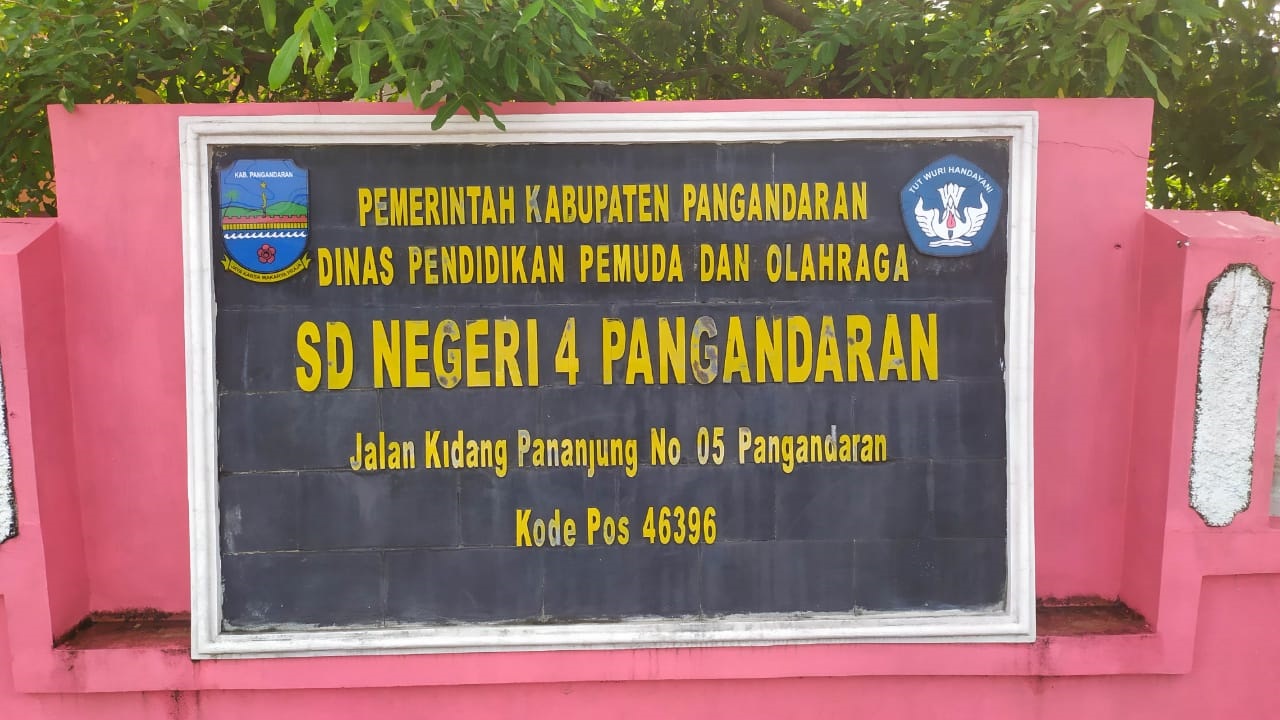 KAB. PANGANDARAN
TUT WURI HANDAYANI
PEMERINTAH KABUPATEN PANGANDARAN
DINAS PENDIDIKAN PEMUDA DAN OLAHRAGA
SD NEGERI 4 PANGANDARAN
Jalan Kidang Pananjung No 05 Pangandaran
Kode Pos 46396